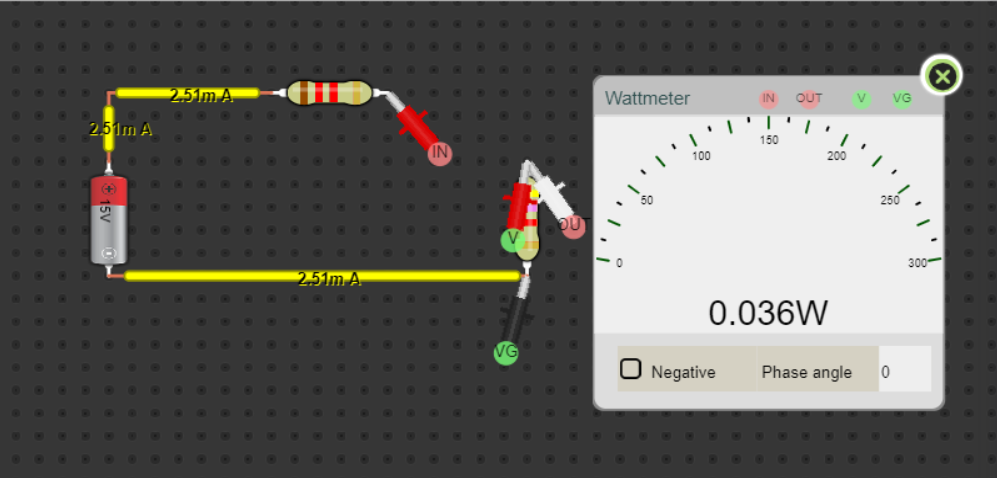 2.51m A
2.51m A
15V
IN
V
OU
2.51m A
VG
Wattmeter IN OUT V VG
0
50
100
150
200
250
300
0.036W
Negative Phase angle 0